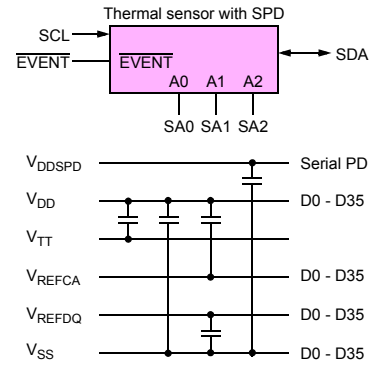 Thermal sensor with SPD
SCL
EVENT EVENT SDA
A0 A1 A2
SA0 SA1 SA2
VDDSPD Serial PD
VDD D0 - D35
VTT
VREFCA D0 - D35
VREFDQ D0 - D35
VSS D0 - D35